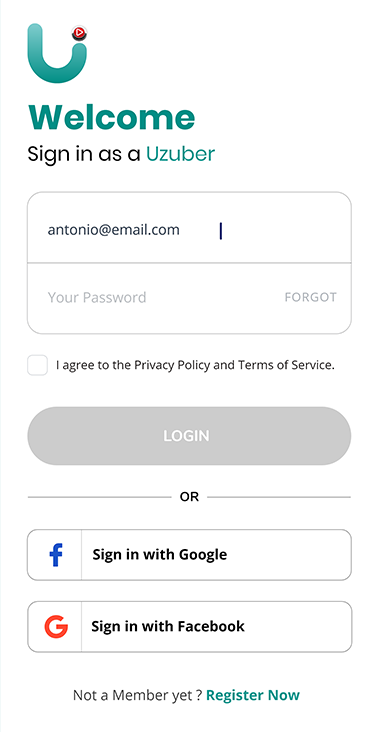 Welcome
Sign in as a Uzuber
antonio@email.com
Your Password FORGOT
I agree to the Privacy Policy and Terms of Service.
LOGIN
OR
Sign in with Google
Sign in with Facebook
Not a Member yet ? Register Now